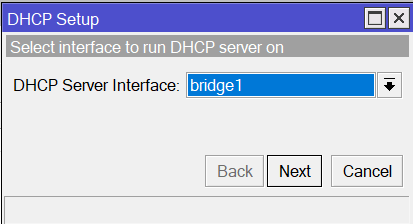 DHCP Setup
Select interface to run DHCP server on
DHCP Server Interface: bridge1
Back Next Cancel